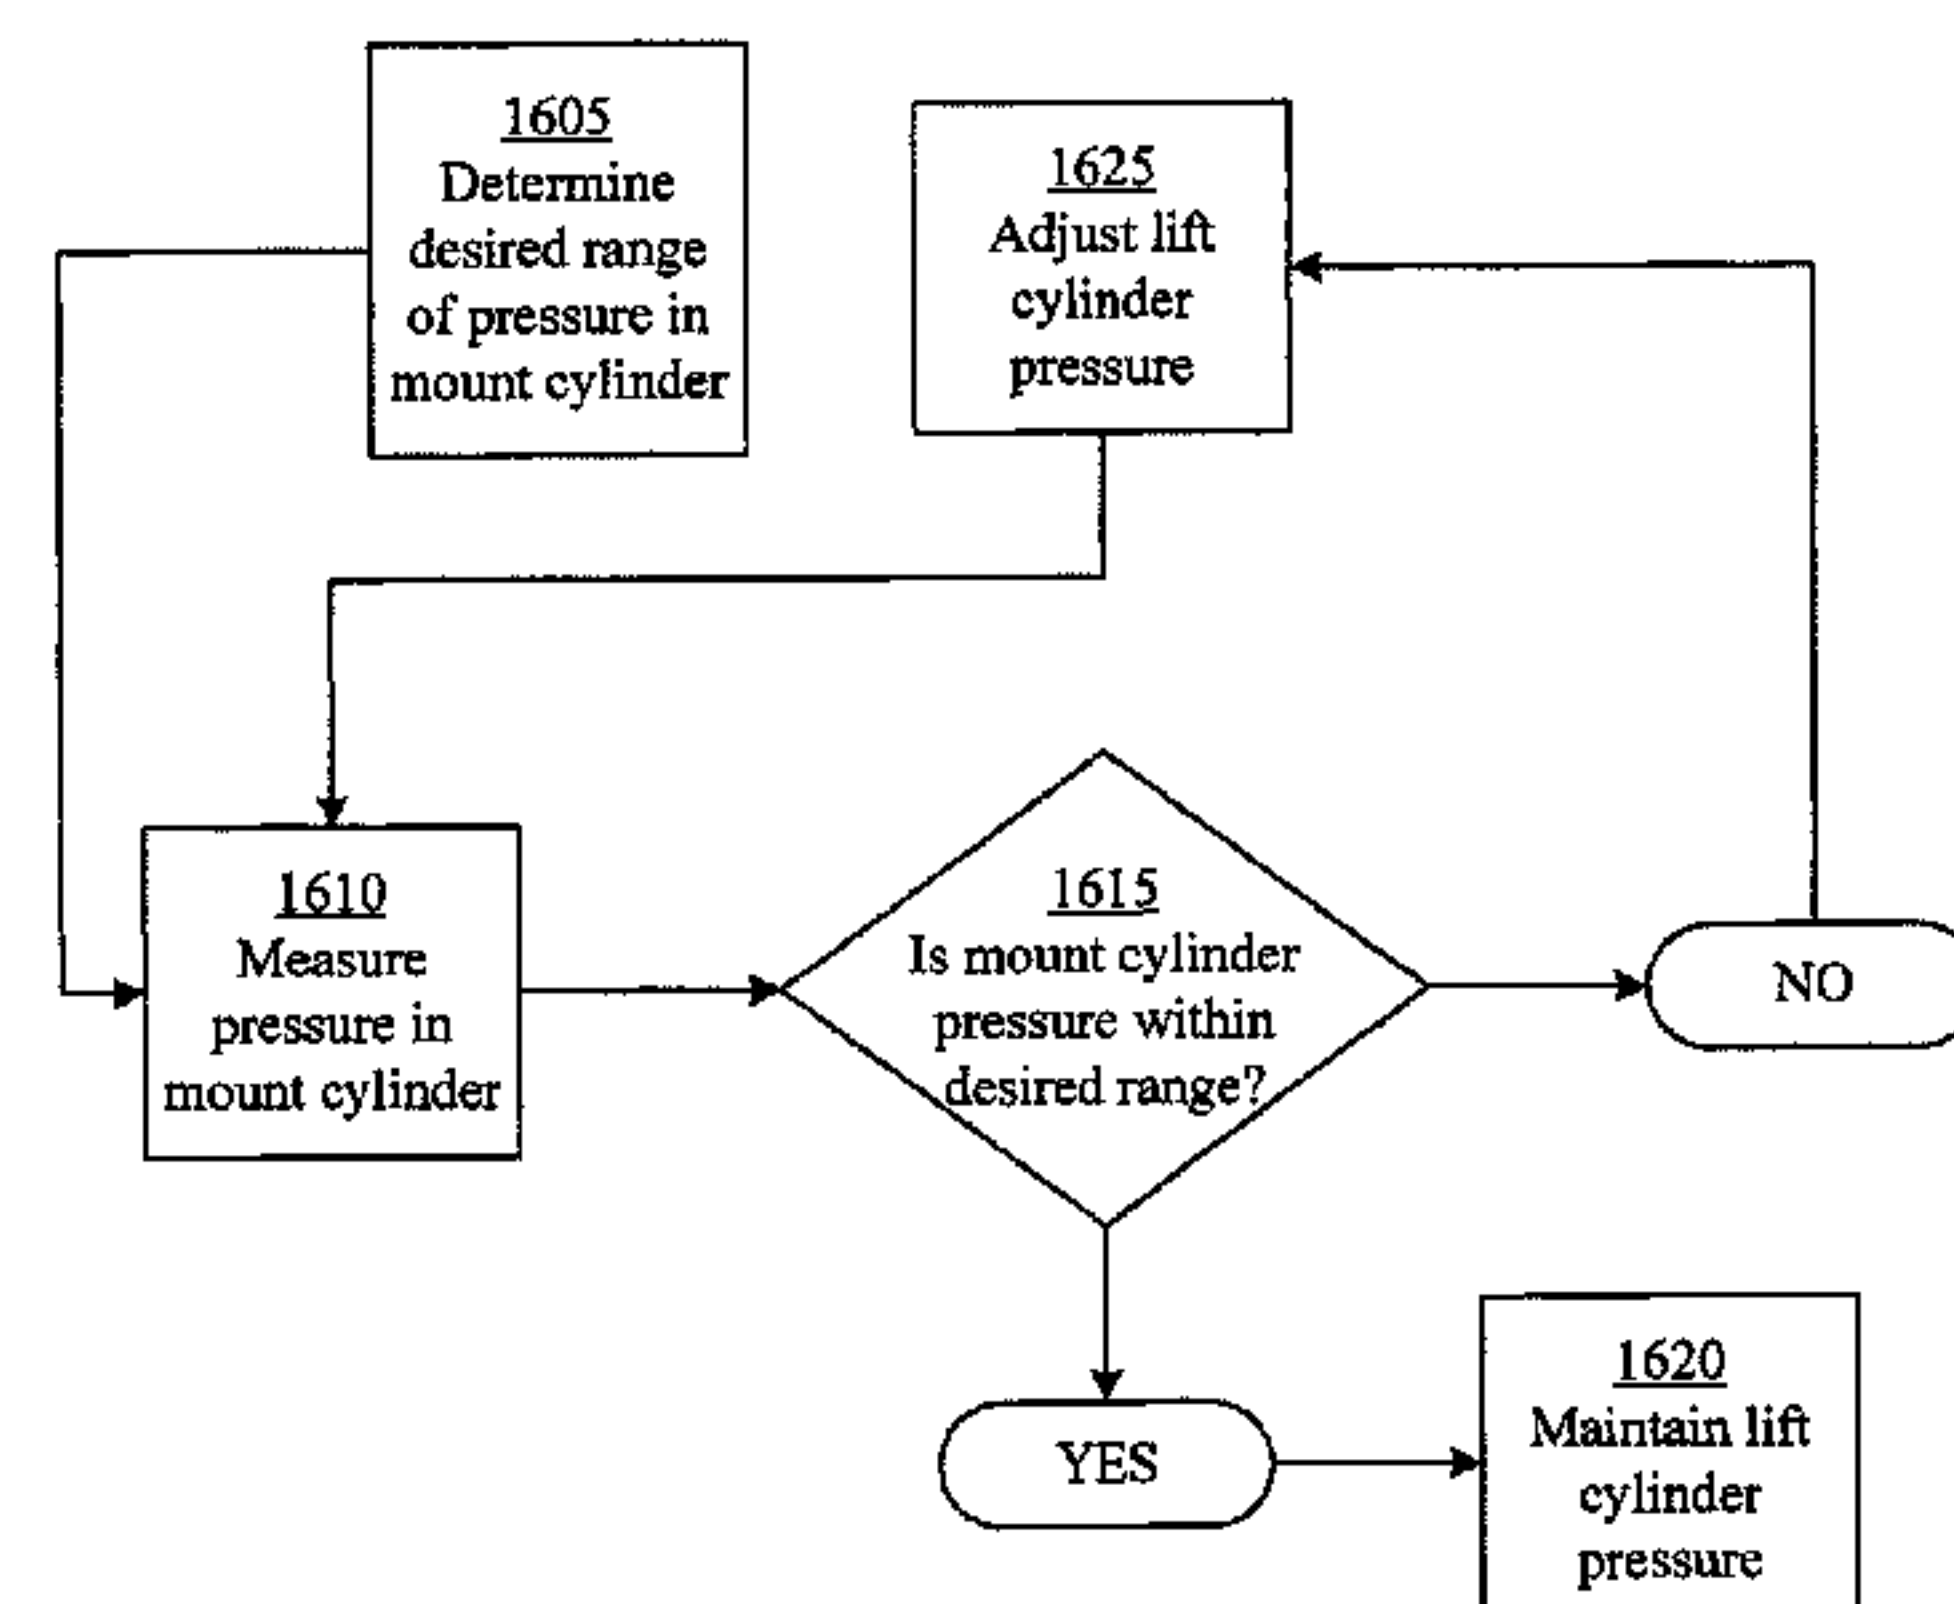 1605
Determine
desired range
of pressure in
mount cylinder
1625
Adjust lift
cylinder
pressure
1610
Measure
pressure in
mount cylinder
1615
Is mount cylinder
pressure within
desired range?
NO
YES
1620
Maintain lift
cylinder
pressure